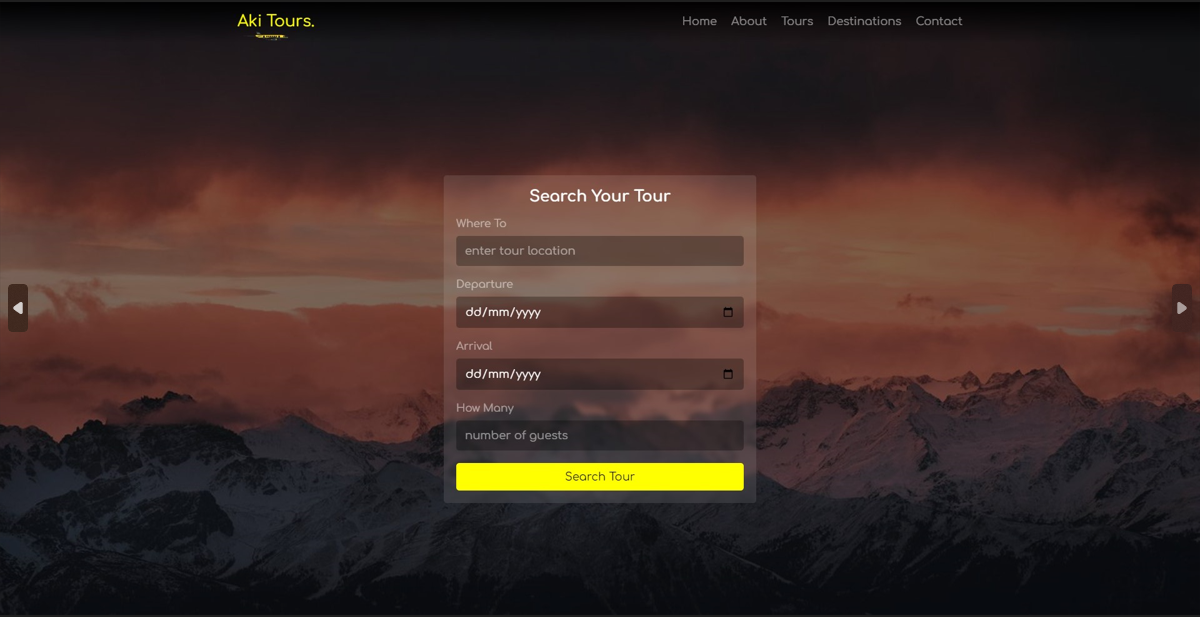 Aki Tours.
Home About Tours Destinations Contact
Search Your Tour
Where To
enter tour location
Departure
dd/mm/yyyy
Arrival
dd/mm/yyyy
How Many
number of guests
Search Tour